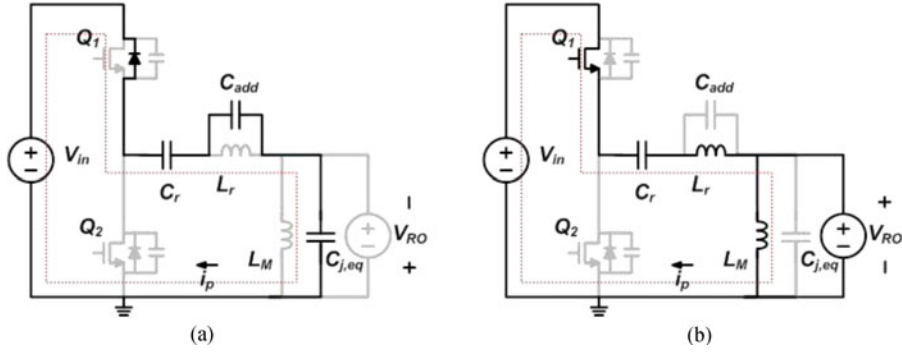 Q1
Cadd
+
−
Vin
Cr
Lr
Q2
LM
Cj,eq
+
−
−
VRO
+
ip
(a)
Q1
Cadd
+
−
Vin
Cr
Lr
Q2
LM
Cj,eq
+
−
+
VRO
−
ip
(b)